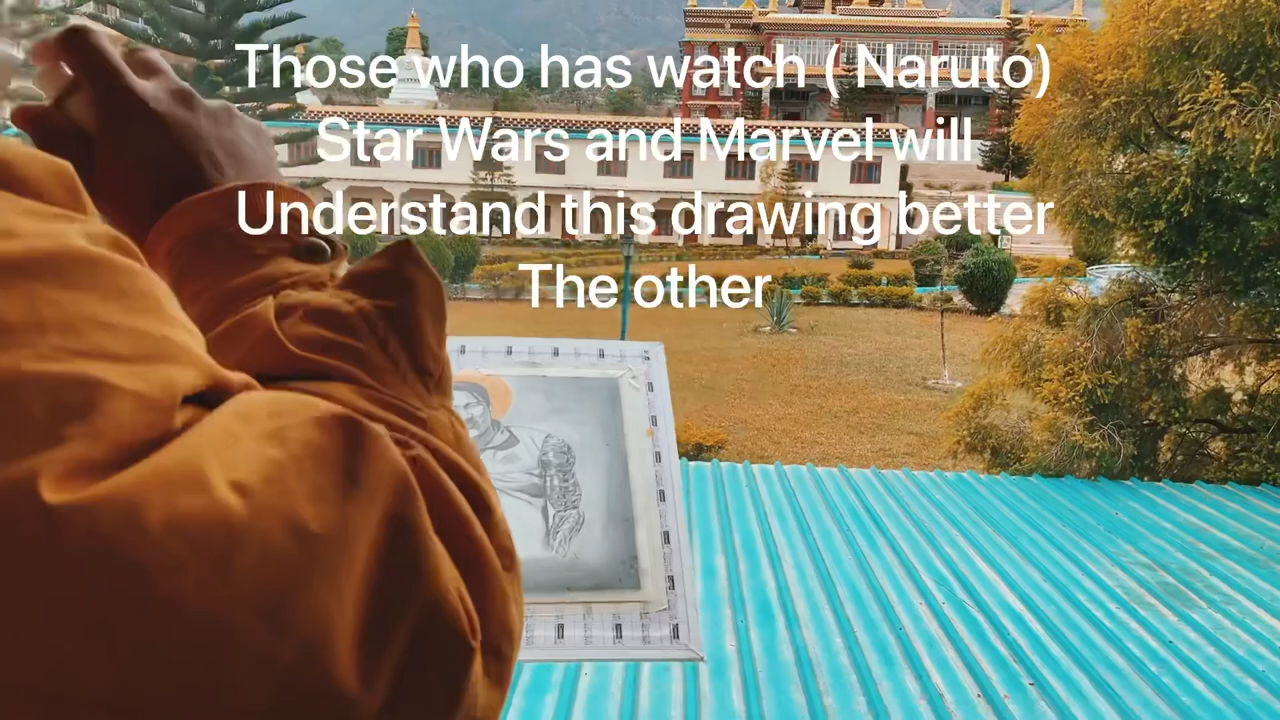 Those who has watch ( Naruto)
Star Wars and Marvel will
Understand this drawing better
The other